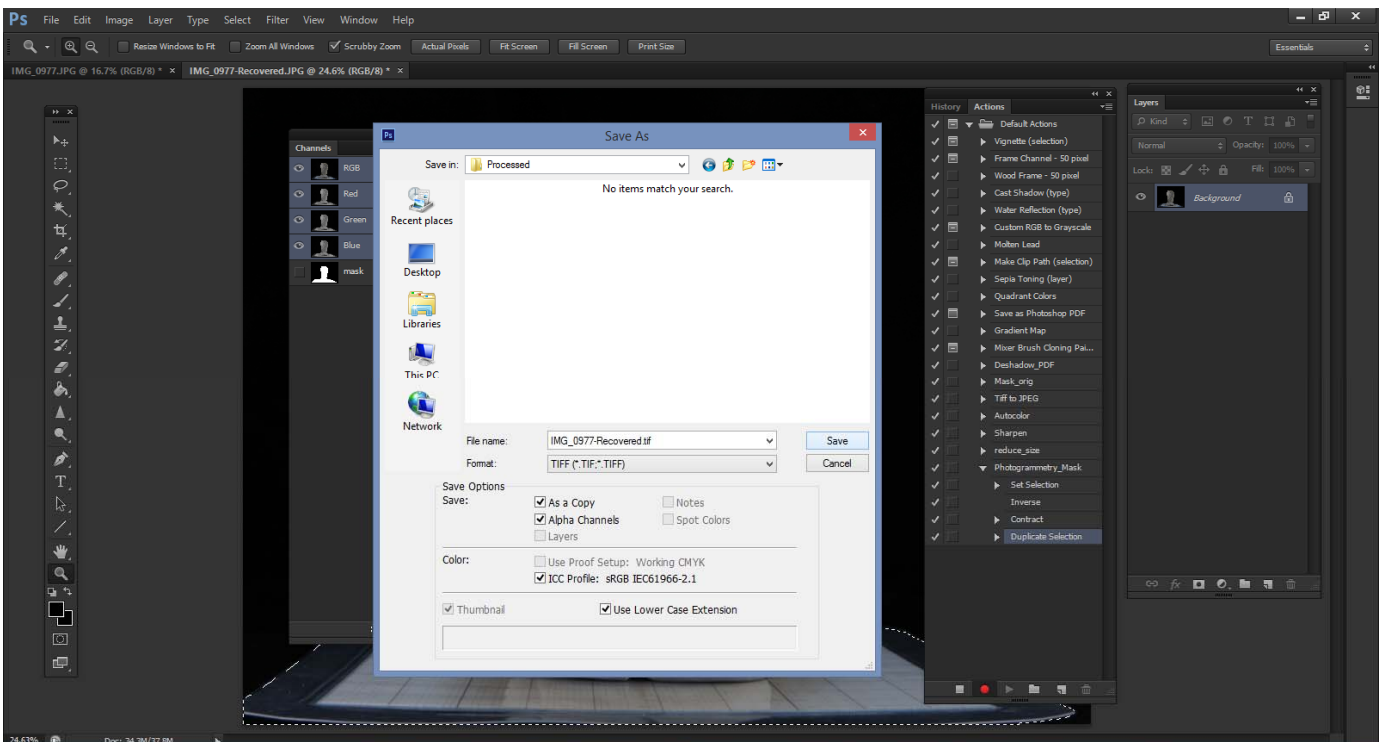 Ps File Edit Image Layer Type Select Filter View Window Help
Resize Windows to Fit Zoom All Windows Scrubby Zoom Actual Pixels Fit Screen Fill Screen Print Size Essentials
IMG_0977.JPG @ 16.7% (RGB/8) * × IMG_0977-Recovered.JPG @ 24.6% (RGB/8) * ×
Channels
RGB
Red
Green
Blue
mask
Ps Save As
Save in: Processed
No items match your search.
Recent places
Desktop
Libraries
This PC
Network
File name: IMG_0977-Recovered.tif Save
Format: TIFF (*.TIF;*.TIFF) Cancel
Save Options
Save: As a Copy Notes
Alpha Channels Spot Colors
Layers
Color: Use Proof Setup: Working CMYK
ICC Profile: sRGB IEC61966-2.1
Thumbnail Use Lower Case Extension
History Actions
Default Actions
Vignette (selection)
Frame Channel - 50 pixel
Wood Frame - 50 pixel
Cast Shadow (type)
Water Reflection (type)
Custom RGB to Grayscale
Molten Lead
Make Clip Path (selection)
Sepia Toning (layer)
Quadrant Colors
Save as Photoshop PDF
Gradient Map
Mixer Brush Cloning Pai...
Deshadow_PDF
Mask_orig
Tiff to JPEG
Autocolor
Sharpen
reduce_size
Photogrammetry_Mask
Set Selection
Inverse
Contract
Duplicate Selection
Layers
Kind
Normal Opacity: 100%
Lock: Fill: 100%
Background
24.63% Doc: 34.3M/37.8M